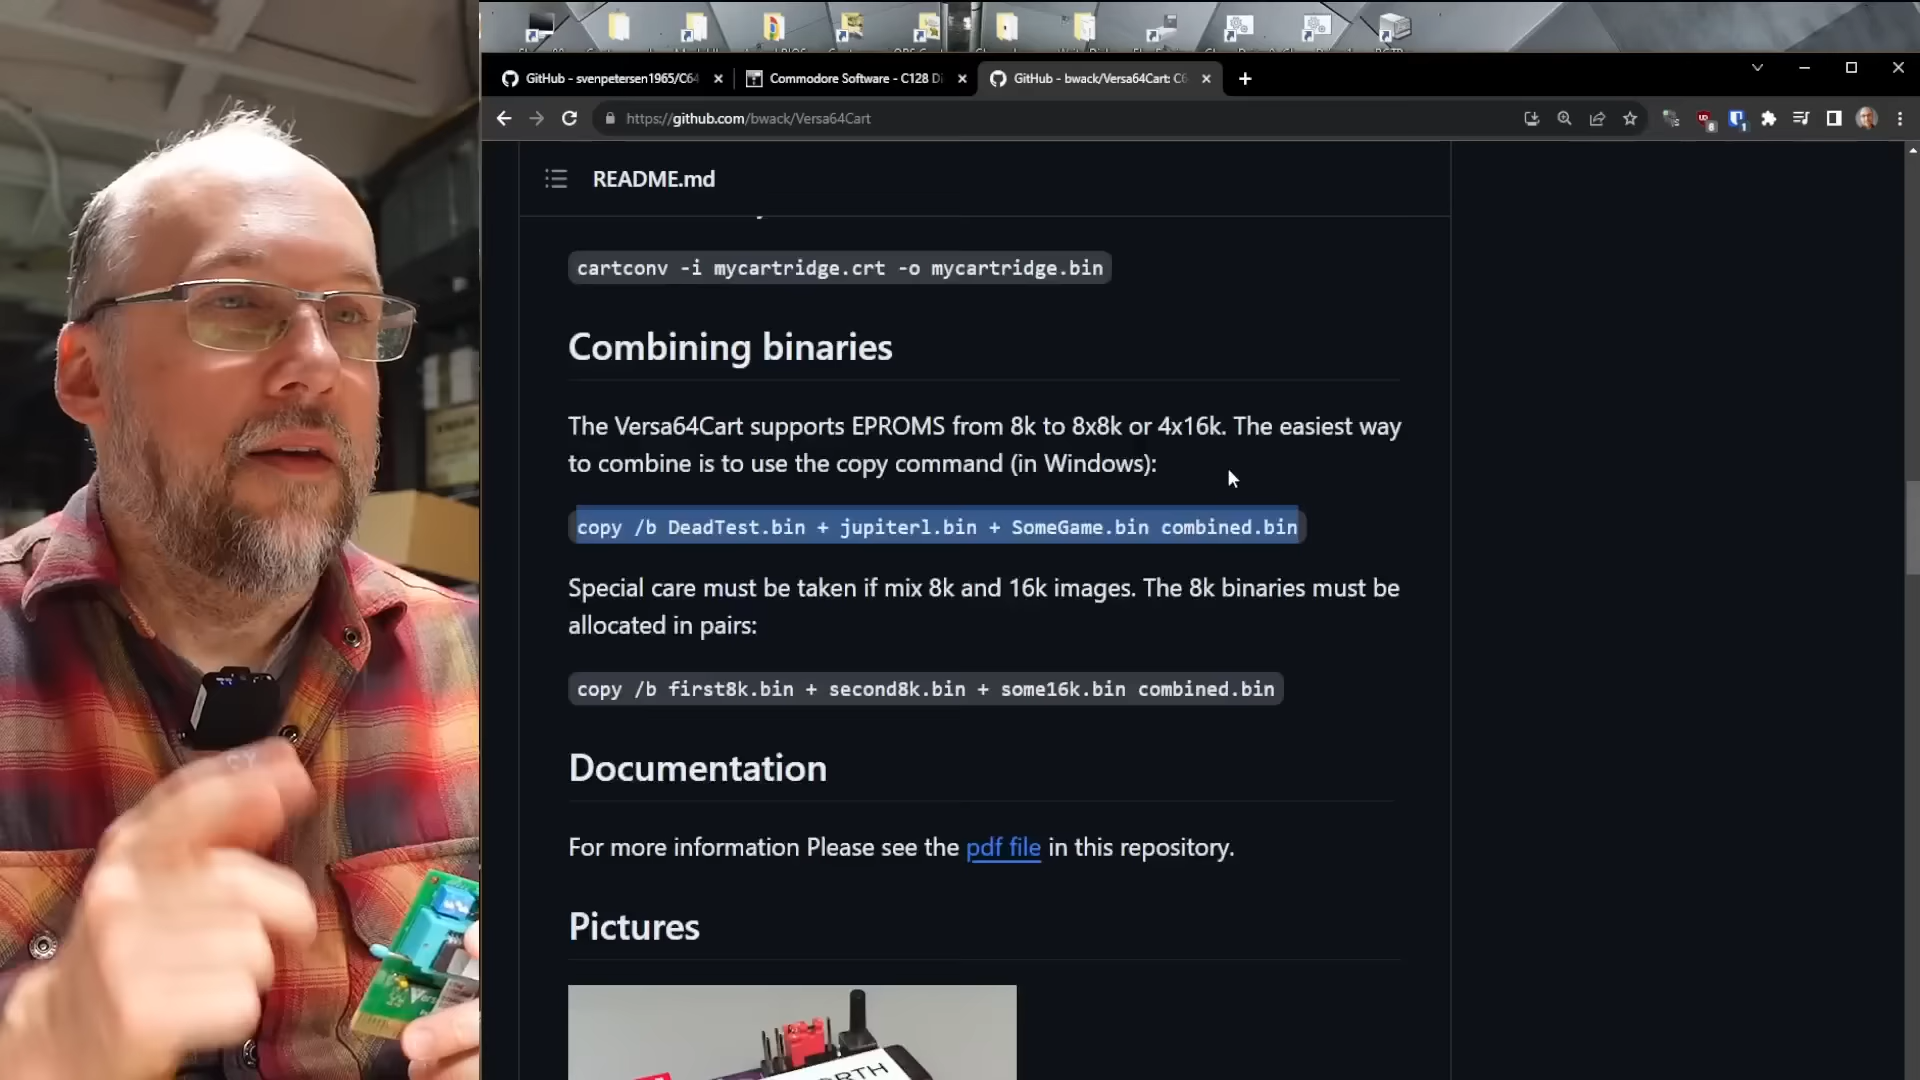 GitHub - svenpetersen1965/C64
Commodore Software - C128 Di
GitHub - bwack/Versa64Cart: C6
https://github.com/bwack/Versa64Cart
README.md
cartconv -i mycartridge.crt -o mycartridge.bin
Combining binaries
The Versa64Cart supports EPROMS from 8k to 8x8k or 4x16k. The easiest way
to combine is to use the copy command (in Windows):
copy /b DeadTest.bin + jupiterl.bin + SomeGame.bin combined.bin
Special care must be taken if mix 8k and 16k images. The 8k binaries must be
allocated in pairs:
copy /b first8k.bin + second8k.bin + some16k.bin combined.bin
Documentation
For more information Please see the pdf file in this repository.
Pictures